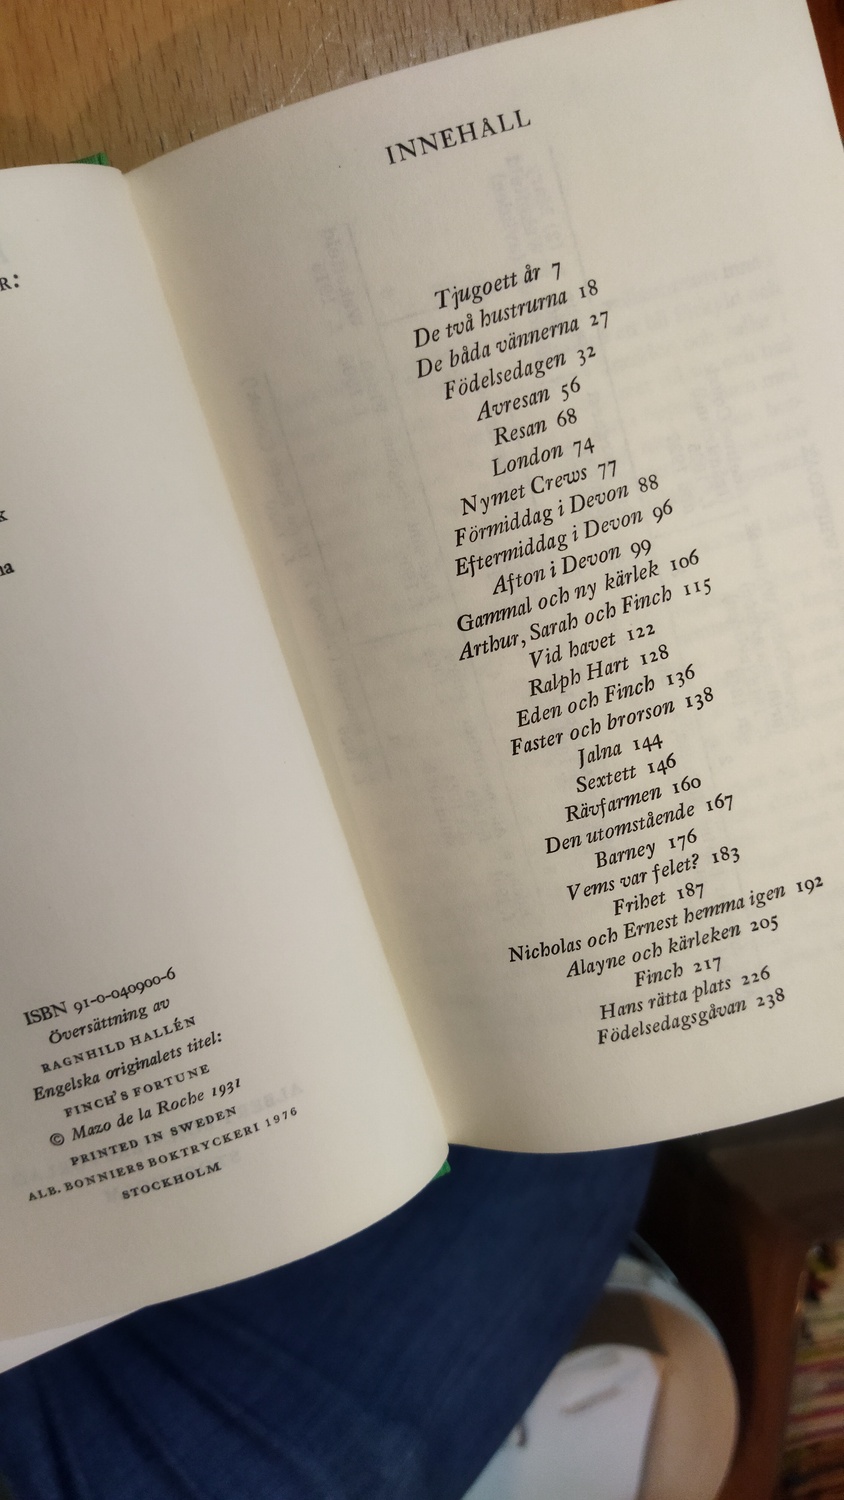 R:
k
na
ISBN 91-0-040900-6
Översättning av
RAGNHILD HALLÉN
Engelska originalets titel:
FINCH'S FORTUNE
© Mazo de la Roche 1931
PRINTED IN SWEDEN
ALB. BONNIERS BOKTRYCKERI 1976
STOCKHOLM
INNEHÅLL
Tjugoett år 7
De två hustrurna 18
De båda vännerna 27
Födelsedagen 32
Avresan 56
Resan 68
London 74
Nymet Crews 77
Förmiddag i Devon 88
Eftermiddag i Devon 96
Afton i Devon 99
Gammal och ny kärlek 106
Arthur, Sarah och Finch 115
Vid havet 122
Ralph Hart 128
Eden och Finch 136
Faster och brorson 138
Jalna 144
Sextett 146
Rävfarmen 160
Den utomstående 167
Barney 176
Vems var felet? 183
Frihet 187
Nicholas och Ernest hemma igen 192
Alayne och kärleken 205
Finch 217
Hans rätta plats 226
Födelsedagsgåvan 238